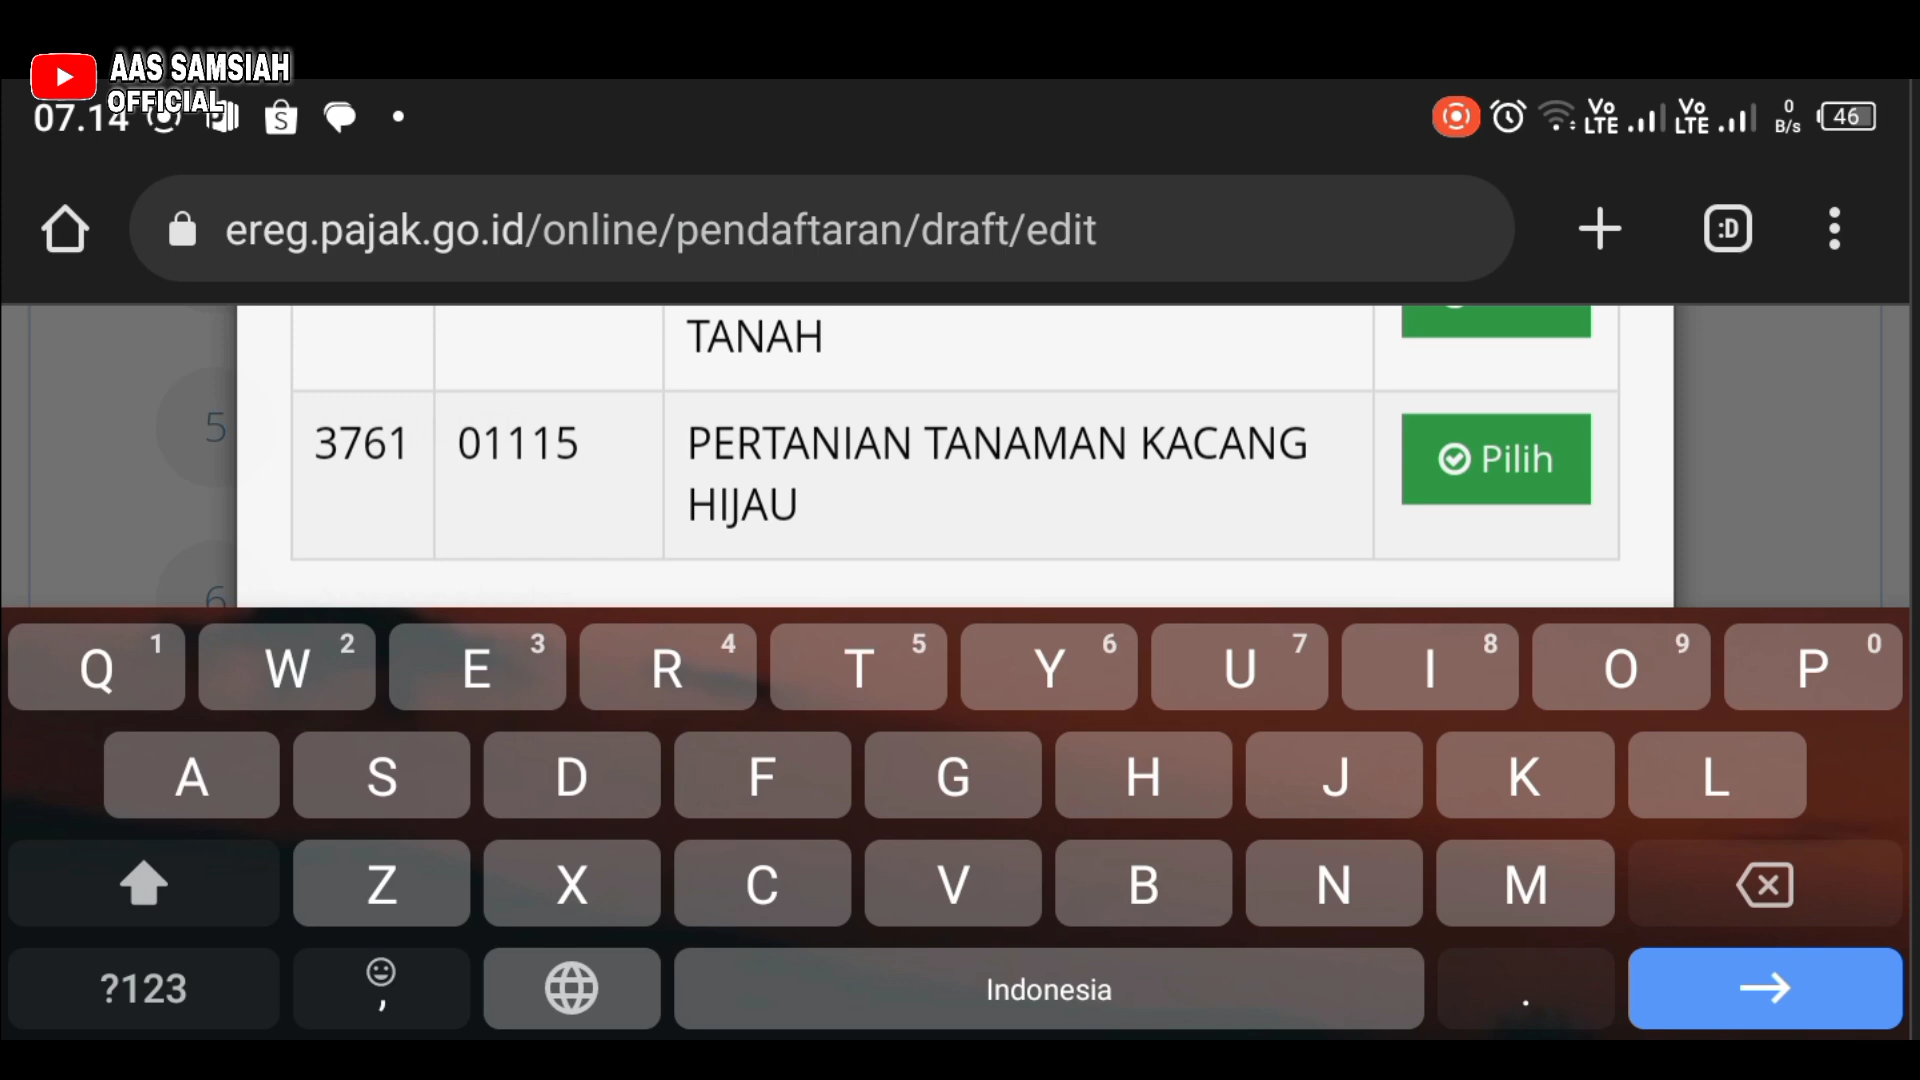 AAS SAMSIAH
OFFICIAL
07.14
Vo
LTE
Vo
LTE
0
B/s
46
ereg.pajak.go.id/online/pendaftaran/draft/edit
:D
TANAH
5
3761 01115 PERTANIAN TANAMAN KACANG
HIJAU
Pilih
6
Q 1 W 2 E 3 R 4 T 5 Y 6 U 7 I 8 O 9 P 0
A S D F G H J K L
Z X C V B N M
?123 , Indonesia .